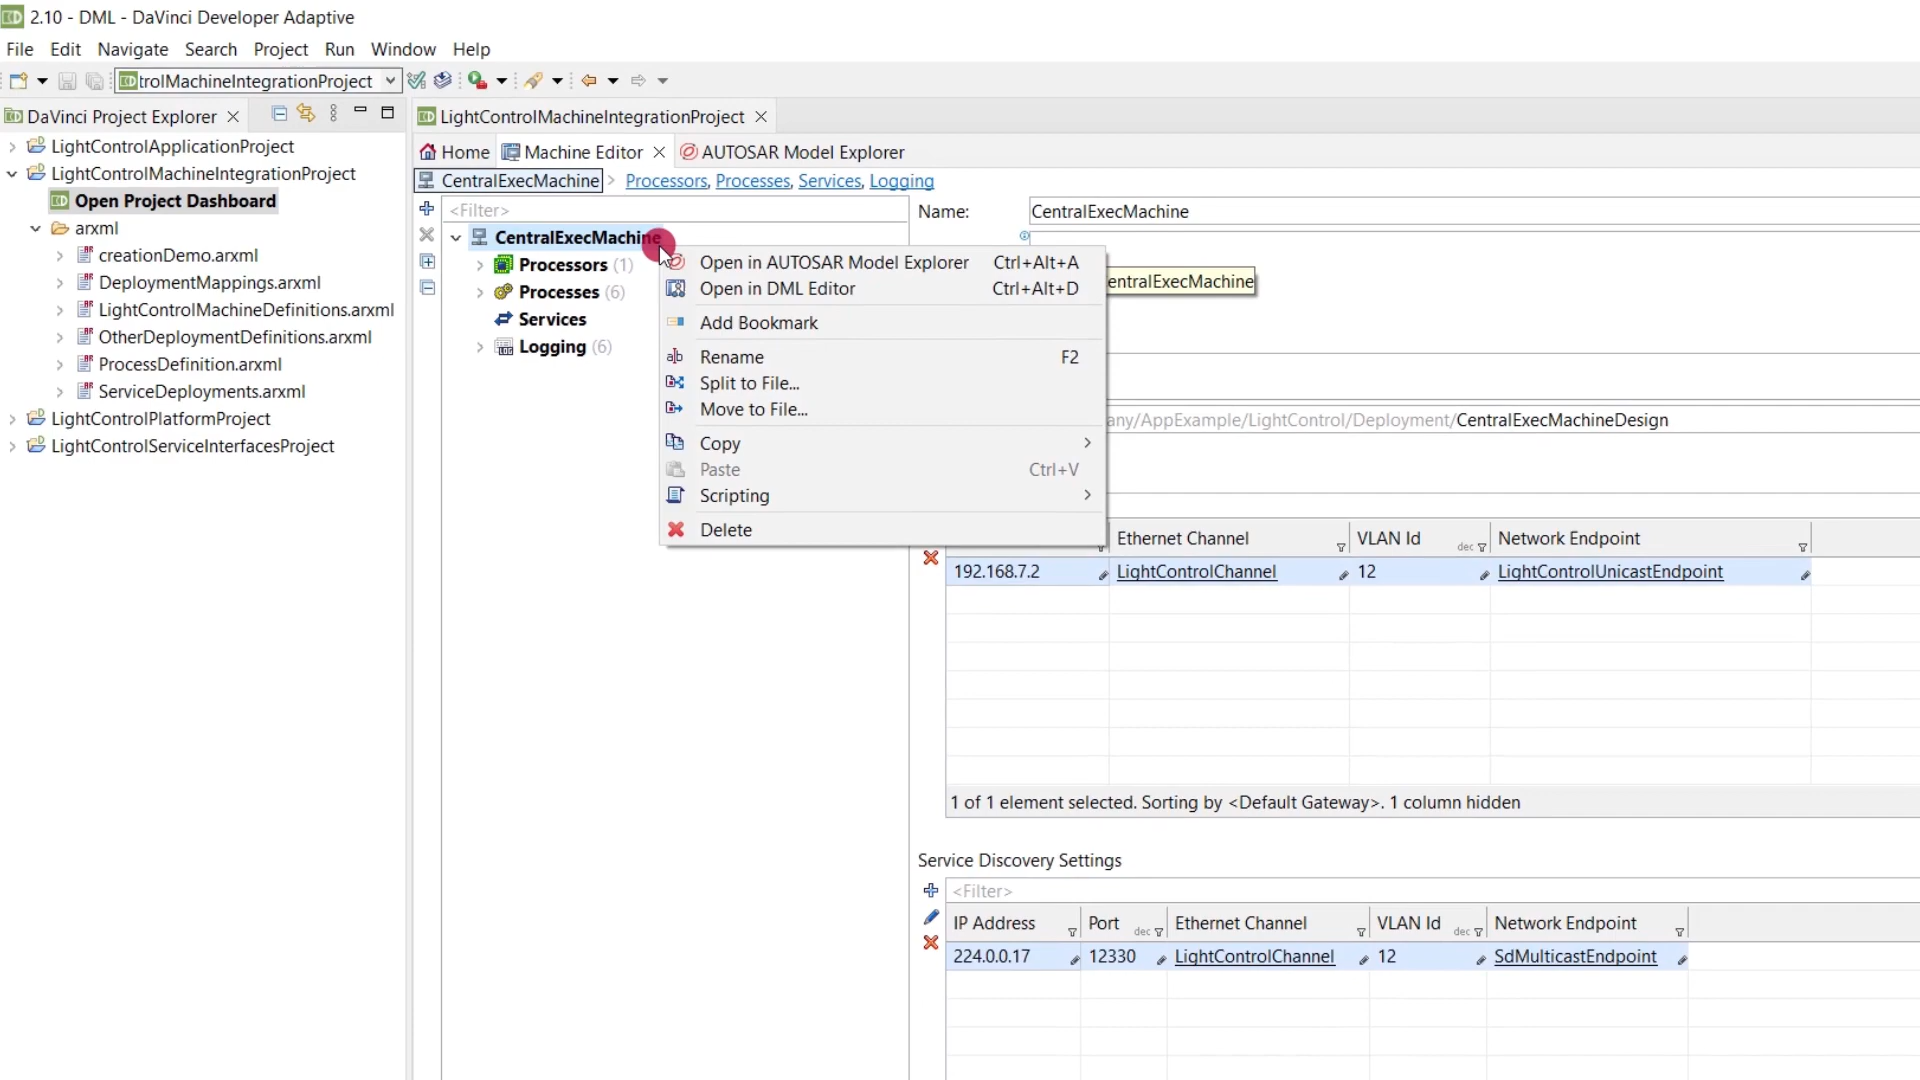 2.10 - DML - DaVinci Developer Adaptive
File Edit Navigate Search Project Run Window Help
trolMachineIntegrationProject
DaVinci Project Explorer
LightControlMachineIntegrationProject
LightControlApplicationProject
LightControlMachineIntegrationProject
Open Project Dashboard
arxml
creationDemo.arxml
DeploymentMappings.arxml
LightControlMachineDefinitions.arxml
OtherDeploymentDefinitions.arxml
ProcessDefinition.arxml
ServiceDeployments.arxml
LightControlPlatformProject
LightControlServiceInterfacesProject
Home Machine Editor AUTOSAR Model Explorer
CentralExecMachine > Processors, Processes, Services, Logging
<Filter>
CentralExecMachine
Processors (1)
Processes (6)
Services
Logging (6)
Name: CentralExecMachine
Open in AUTOSAR Model Explorer Ctrl+Alt+A
Open in DML Editor Ctrl+Alt+D
Add Bookmark
Rename F2
Split to File...
Move to File...
Copy
Paste Ctrl+V
Scripting
Delete
entralExecMachine
any/AppExample/LightControl/Deployment/CentralExecMachineDesign
Ethernet Channel VLAN Id dec Network Endpoint
192.168.7.2 LightControlChannel 12 LightControlUnicastEndpoint
1 of 1 element selected. Sorting by <Default Gateway>. 1 column hidden
Service Discovery Settings
<Filter>
IP Address Port dec Ethernet Channel VLAN Id dec Network Endpoint
224.0.0.17 12330 LightControlChannel 12 SdMulticastEndpoint